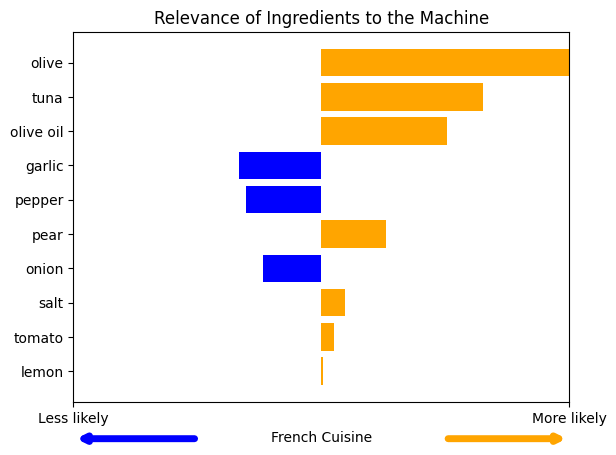 Relevance of Ingredients to the Machine
olive
tuna
olive oil
garlic
pepper
pear
onion
salt
tomato
lemon
Less likely
More likely
French Cuisine